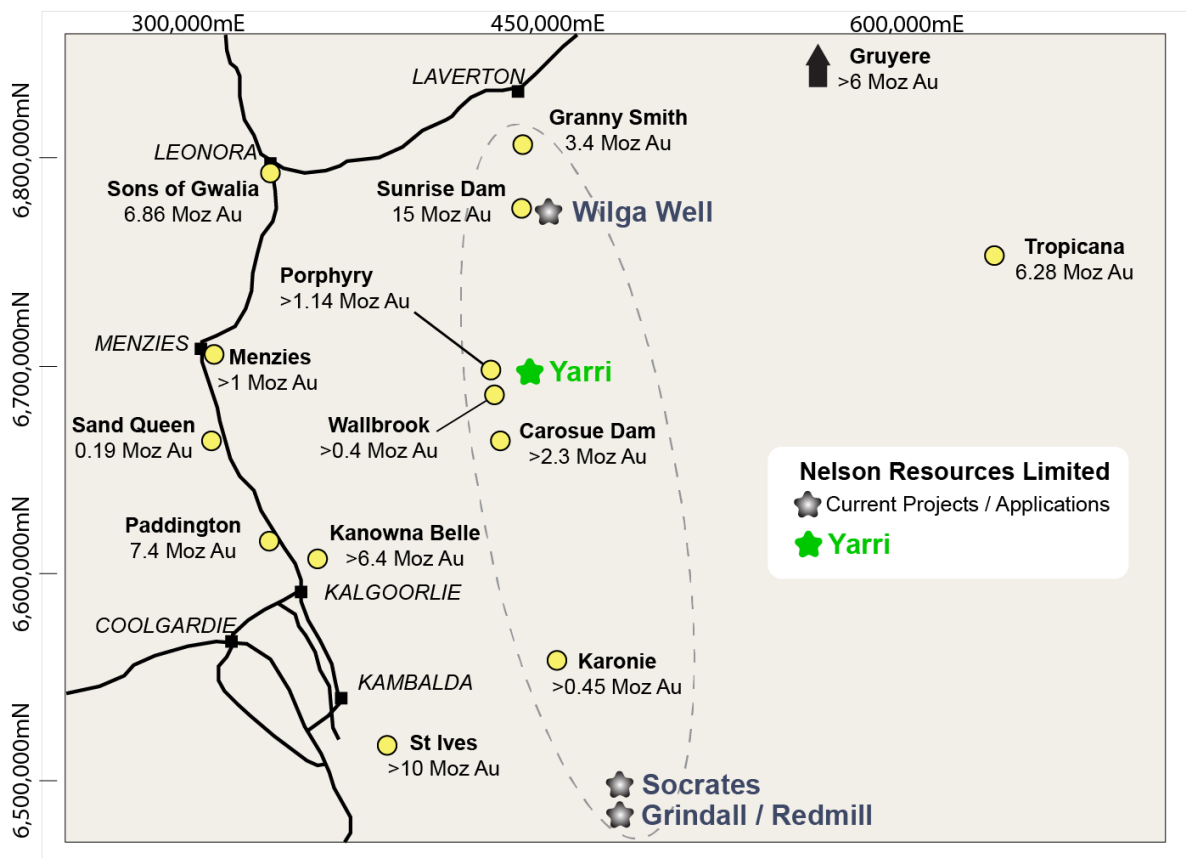 300,000mE
450,000mE
600,000mE
6,800,000mN
6,700,000mN
6,600,000mN
6,500,000mN
Gruyere
>6 Moz Au
LAVERTON
Granny Smith
3.4 Moz Au
LEONORA
Sons of Gwalia
6.86 Moz Au
Sunrise Dam
15 Moz Au
Wilga Well
Tropicana
6.28 Moz Au
Porphyry
>1.14 Moz Au
MENZIES
Menzies
>1 Moz Au
Yarri
Sand Queen
0.19 Moz Au
Wallbrook
>0.4 Moz Au
Carosue Dam
>2.3 Moz Au
Nelson Resources Limited
Current Projects / Applications
Yarri
Paddington
7.4 Moz Au
Kanowna Belle
>6.4 Moz Au
KALGOORLIE
COOLGARDIE
KAMBALDA
Karonie
>0.45 Moz Au
St Ives
>10 Moz Au
Socrates
Grindall / Redmill